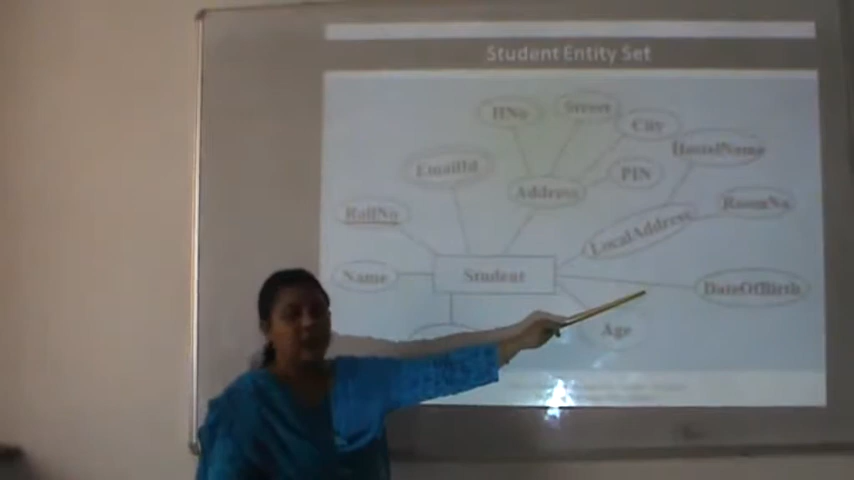 Student Entity Set
HNo
Street
City
HostelName
EmailId
PIN
Address
RoomNo
RollNo
LocalAddress
Name
Student
DateOfBirth
Age